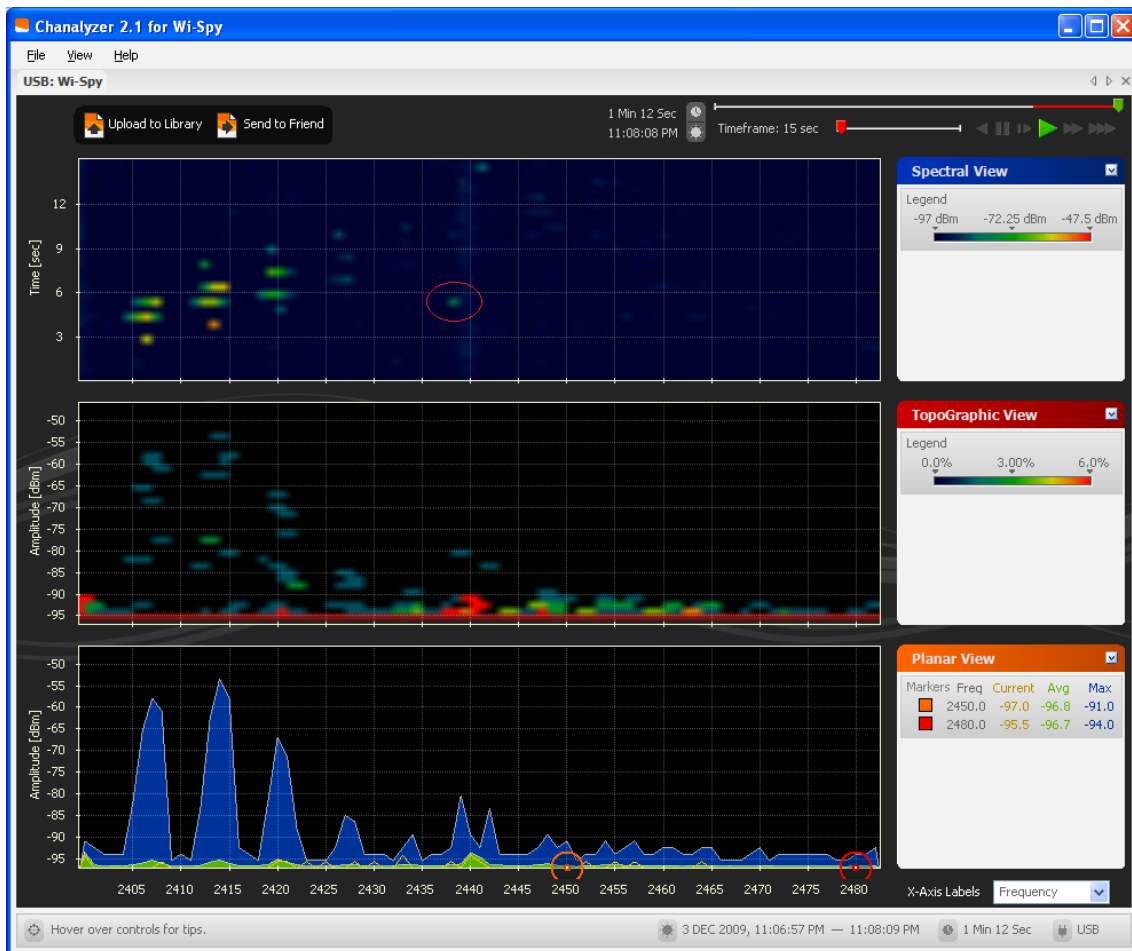 Chanalyzer 2.1 for Wi-Spy
File View Help
USB: Wi-Spy
Upload to Library Send to Friend
1 Min 12 Sec
11:08:08 PM Timeframe: 15 sec
12
9
6
3
Time [sec]
Spectral View
Legend
-97 dBm -72.25 dBm -47.5 dBm
-50
-55
-60
-65
-70
-75
-80
-85
-90
-95
Amplitude [dBm]
TopoGraphic View
Legend
0.0% 3.00% 6.0%
-50
-55
-60
-65
-70
-75
-80
-85
-90
-95
Amplitude [dBm]
2405 2410 2415 2420 2425 2430 2435 2440 2445 2450 2455 2460 2465 2470 2475 2480
Planar View
Markers Freq Current Avg Max
2450.0 -97.0 -96.8 -91.0
2480.0 -95.5 -96.7 -94.0
X-Axis Labels Frequency
Hover over controls for tips. 3 DEC 2009, 11:06:57 PM — 11:08:09 PM 1 Min 12 Sec USB